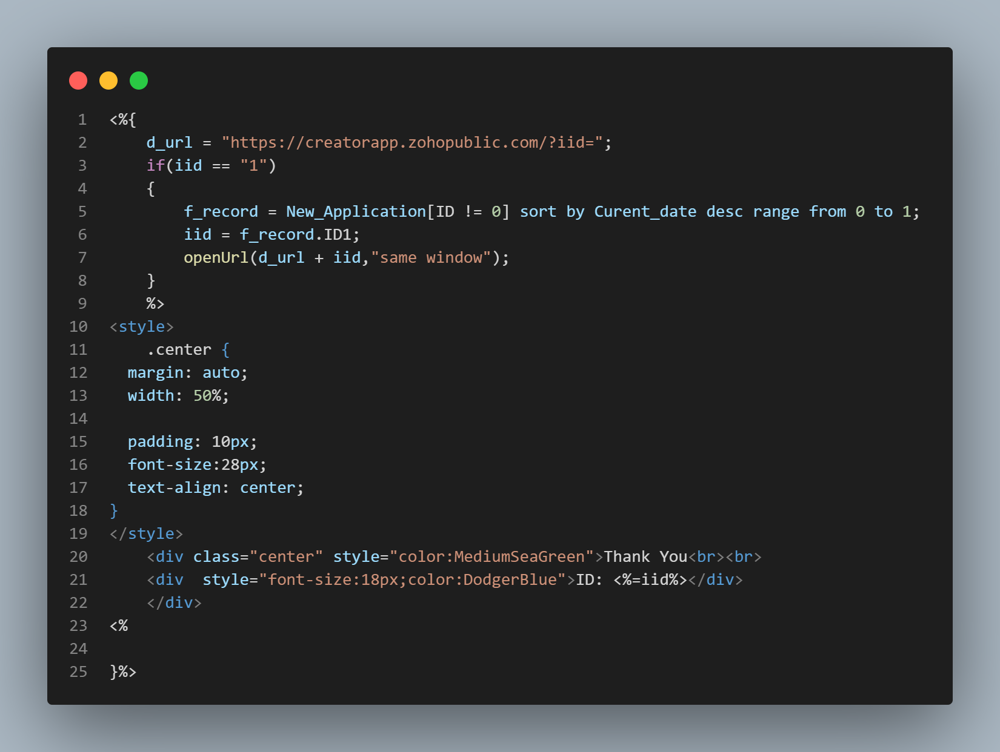 1 <%{
2     d_url = "https://creatorapp.zohopublic.com/?iid=";
3     if(iid == "1")
4     {
5         f_record = New_Application[ID != 0] sort by Curent_date desc range from 0 to 1;
6         iid = f_record.ID1;
7         openUrl(d_url + iid,"same window");
8     }
9     %>
10 <style>
11     .center {
12   margin: auto;
13   width: 50%;
14
15   padding: 10px;
16   font-size:28px;
17   text-align: center;
18 }
19 </style>
20     <div class="center" style="color:MediumSeaGreen">Thank You<br><br>
21     <div  style="font-size:18px;color:DodgerBlue">ID: <%=iid%></div>
22     </div>
23 <%
24
25 }%>